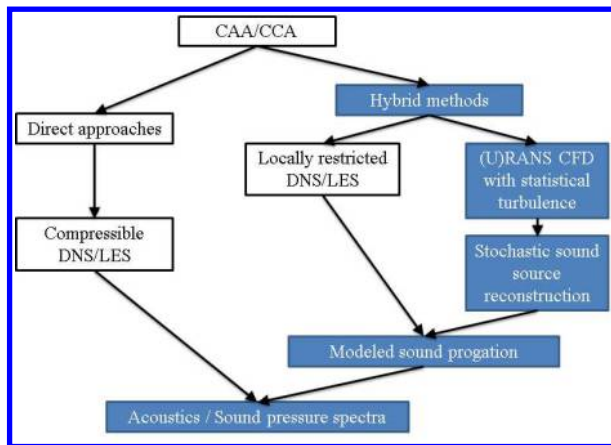 CAA/CCA
Hybrid methods
Direct approaches
Locally restricted
DNS/LES
(U)RANS CFD
with statistical
turbulence
Compressible
DNS/LES
Stochastic sound
source
reconstruction
Modeled sound progation
Acoustics / Sound pressure spectra